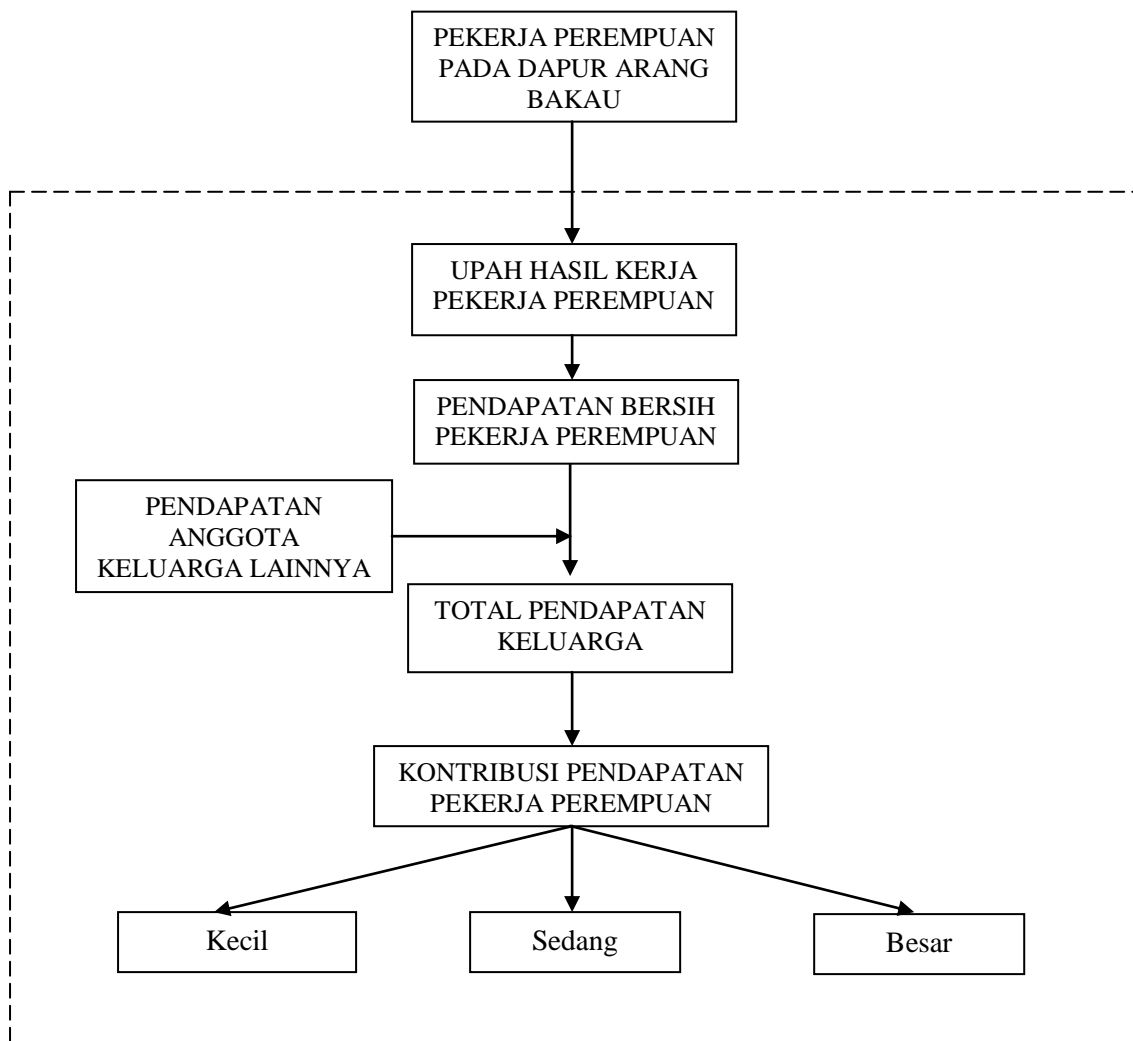 PEKERJA PEREMPUAN
PADA DAPUR ARANG
BAKAU
UPAH HASIL KERJA
PEKERJA PEREMPUAN
PENDAPATAN BERSIH
PEKERJA PEREMPUAN
PENDAPATAN
ANGGOTA
KELUARGA LAINNYA
TOTAL PENDAPATAN
KELUARGA
KONTRIBUSI PENDAPATAN
PEKERJA PEREMPUAN
Kecil
Sedang
Besar